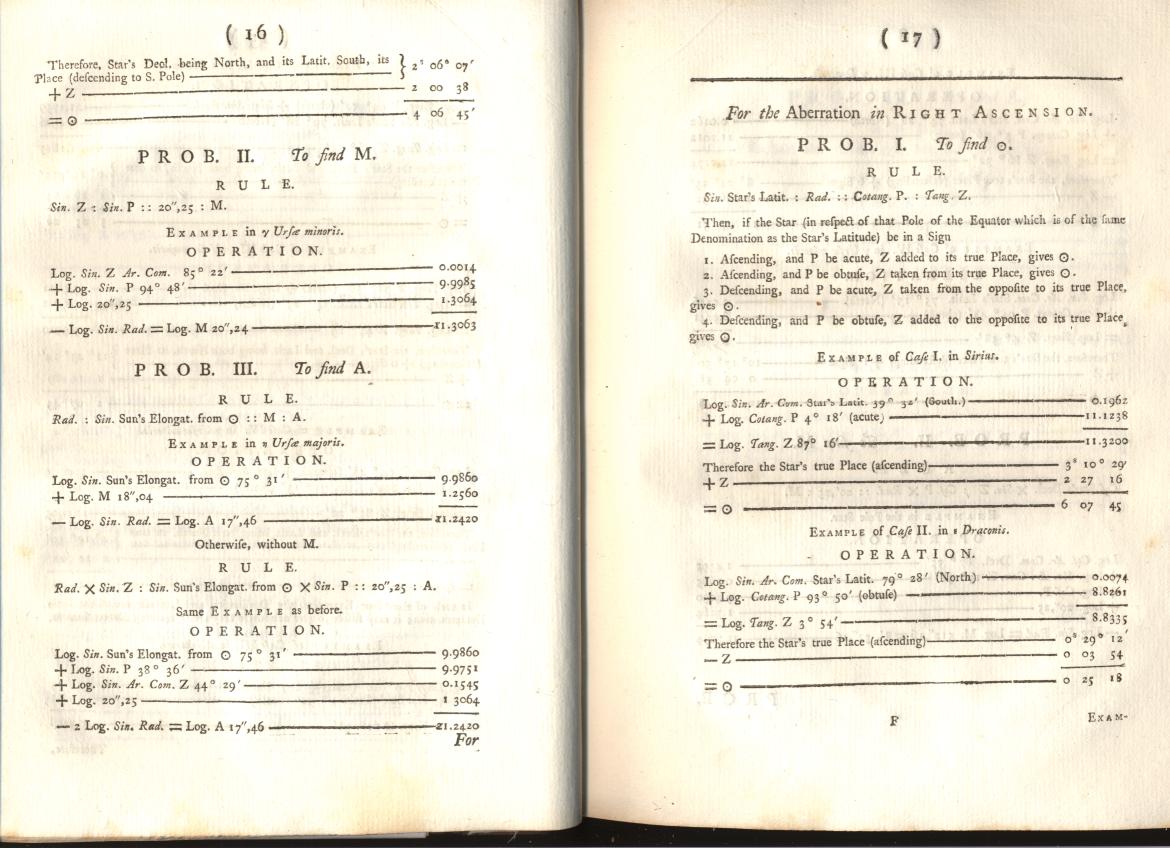 ( 16 )
Therefore, Star's Decl. being North, and its Latit. South, its } 2ˢ 06° 07′
Place (deſcending to S. Pole)
+ Z 2 00 38
= ☉ 4 06 45′
PROB. II. To find M.
RULE.
Sin. Z : Sin. P :: 20″,25 : M.
EXAMPLE in γ Urſæ minoris.
OPERATION.
Log. Sin. Z Ar. Com. 85° 22′ 0.0014
+ Log. Sin. P 94° 48′ 9.9985
+ Log. 20″,25 1.3064
— Log. Sin. Rad. = Log. M 20″,24 11.3063
PROB. III. To find A.
RULE.
Rad. : Sin. Sun's Elongat. from ☉ :: M : A.
EXAMPLE in η Urſæ majoris.
OPERATION.
Log. Sin. Sun's Elongat. from ☉ 75° 31′ 9.9860
+ Log. M 18″,04 1.2560
— Log. Sin. Rad. = Log. A 17″,46 11.2420
Otherwiſe, without M.
RULE.
Rad. × Sin. Z : Sin. Sun's Elongat. from ☉ × Sin. P :: 20″,25 : A.
Same EXAMPLE as before.
OPERATION.
Log. Sin. Sun's Elongat. from ☉ 75° 31′ 9.9860
+ Log. Sin. P 38° 36′ 9.9751
+ Log. Sin. Ar. Com. Z 44° 29′ 0.1545
+ Log. 20″,25 1 3064
— 2 Log. Sin. Rad. = Log. A 17″,46 21.2420
For
( 17 )
For the Aberration in RIGHT ASCENSION.
PROB. I. To find ☉.
RULE.
Sin. Star's Latit. : Rad. :: Cotang. P. : Tang. Z.
Then, if the Star (in reſpect of that Pole of the Equator which is of the ſame
Denomination as the Star's Latitude) be in a Sign
1. Aſcending, and P be acute, Z added to its true Place, gives ☉.
2. Aſcending, and P be obtuſe, Z taken from its true Place, gives ☉.
3. Deſcending, and P be acute, Z taken from the oppoſite to its true Place,
gives ☉.
4. Deſcending, and P be obtuſe, Z added to the oppoſite to its true Place,
gives ☉.
EXAMPLE of Caſe I. in Sirius.
OPERATION.
Log. Sin. Ar. Com. Star's Latit. 39° 32′ (South.) 0.1962
+ Log. Cotang. P 4° 18′ (acute) 11.1238
= Log. Tang. Z 87° 16′ 11.3200
Therefore the Star's true Place (aſcending) 3ˢ 10° 29′
+ Z 2 27 16
= ☉ 6 07 45
EXAMPLE of Caſe II. in Draconis.
OPERATION.
Log. Sin. Ar. Com. Star's Latit. 79° 28′ (North) 0.0074
+ Log. Cotang. P 93° 50′ (obtuſe) 8.8261
= Log. Tang. Z 3° 54′ 8.8335
Therefore the Star's true Place (aſcending) 0ˢ 29° 12′
— Z 0 03 54
= ☉ 0 25 18
F
EXAM-